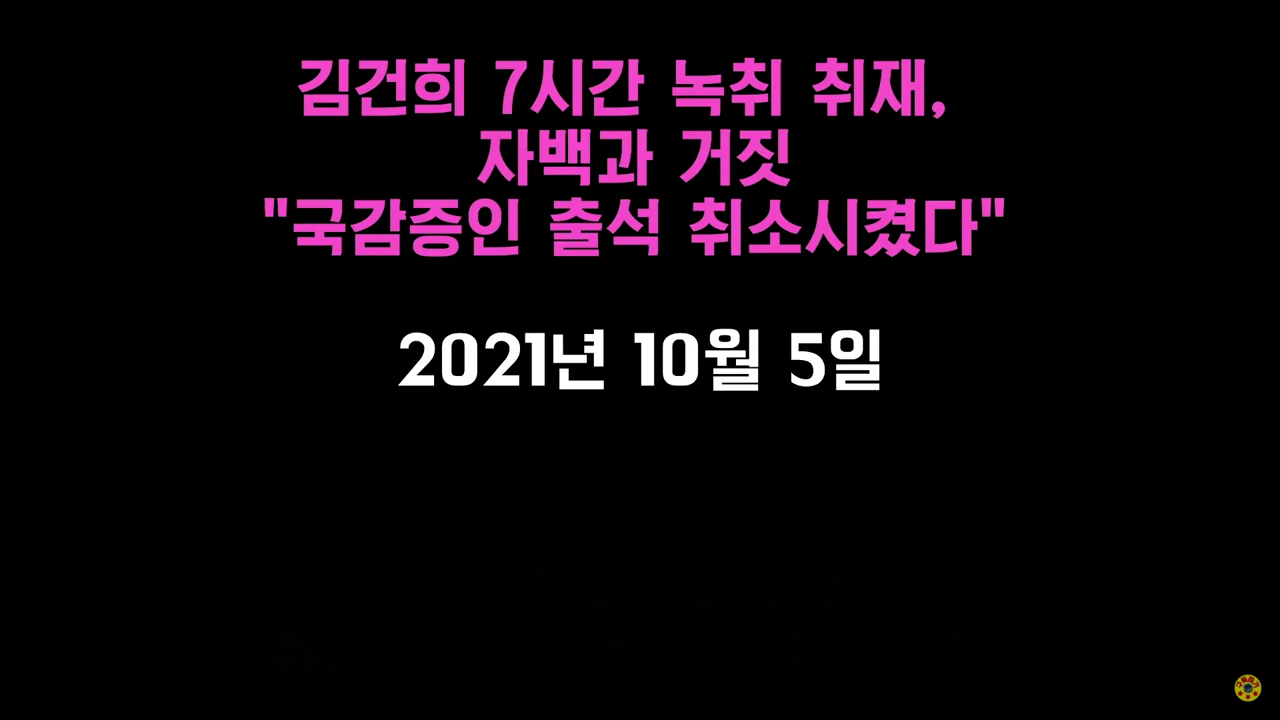 김건희 7시간 녹취 취재,
자백과 거짓
"국감증인 출석 취소시켰다"
2021년 10월 5일